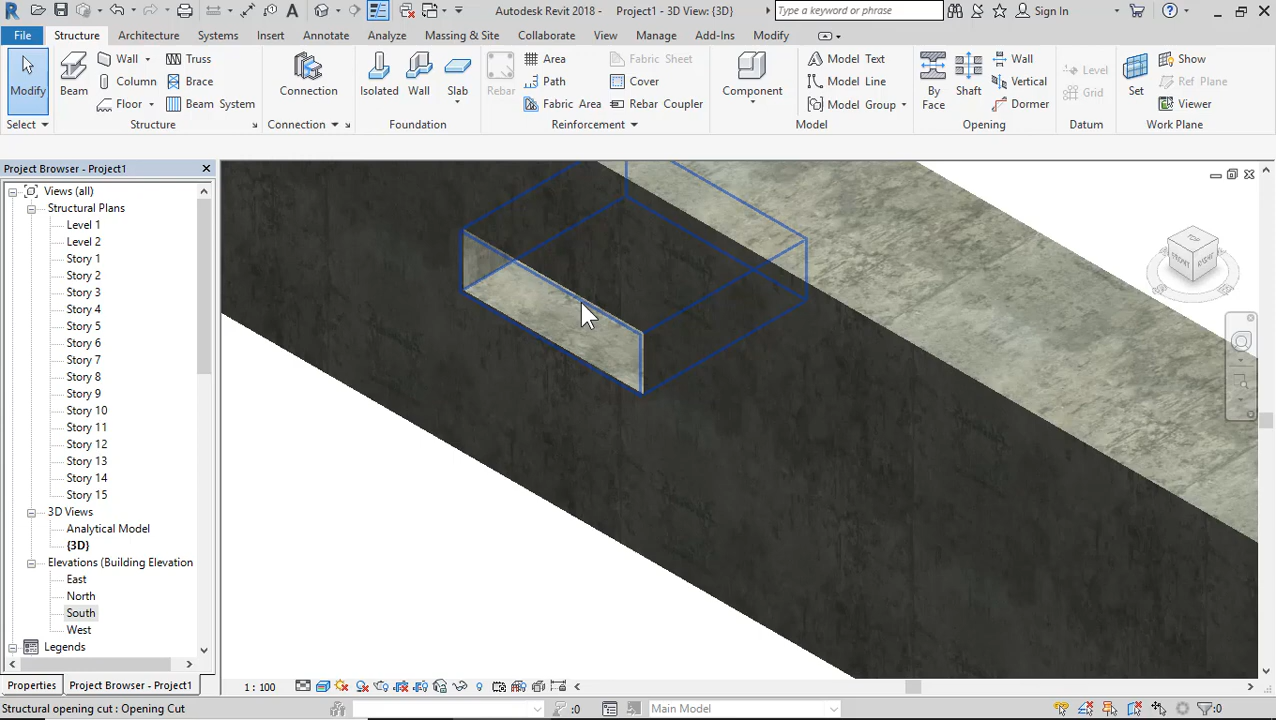 Autodesk Revit 2018 - Project1 - 3D View: {3D}
Type a keyword or phrase
Sign In
File Structure Architecture Systems Insert Annotate Analyze Massing & Site Collaborate View Manage Add-Ins Modify
Modify
Select
Beam
Wall
Column
Floor
Truss
Brace
Beam System
Structure
Connection
Connection
Isolated
Wall
Slab
Foundation
Rebar
Area
Path
Fabric Area
Fabric Sheet
Cover
Rebar Coupler
Reinforcement
Component
Model Text
Model Line
Model Group
Model
By
Face
Shaft
Wall
Vertical
Dormer
Opening
Level
Grid
Datum
Set
Show
Ref Plane
Viewer
Work Plane
Project Browser - Project1
Views (all)
Structural Plans
Level 1
Level 2
Story 1
Story 2
Story 3
Story 4
Story 5
Story 6
Story 7
Story 8
Story 9
Story 10
Story 11
Story 12
Story 13
Story 14
Story 15
3D Views
Analytical Model
{3D}
Elevations (Building Elevation
East
North
South
West
Legends
TOP
FRONT
RIGHT
Properties
Project Browser - Project1
1 : 100
Structural opening cut : Opening Cut
:0
Main Model
:0